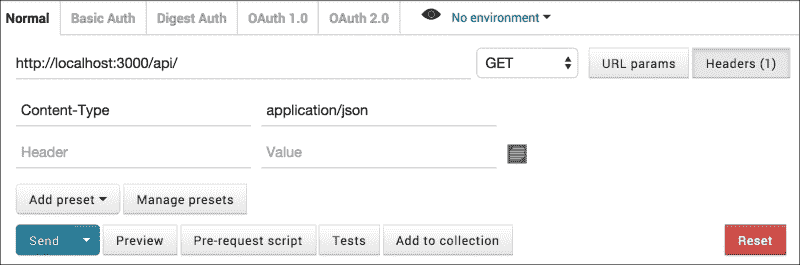 Normal Basic Auth Digest Auth OAuth 1.0 OAuth 2.0 No environment
http://localhost:3000/api/ GET URL params Headers (1)
Content-Type application/json
Header Value
Add preset Manage presets
Send Preview Pre-request script Tests Add to collection Reset